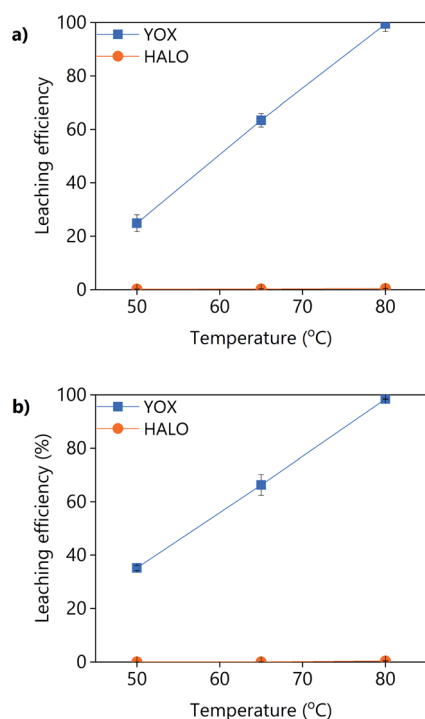 a)
YOX
HALO
Leaching efficiency
100
80
60
40
20
0
50
60
70
80
Temperature (°C)
b)
YOX
HALO
Leaching efficiency (%)
100
80
60
40
20
0
50
60
70
80
Temperature (°C)